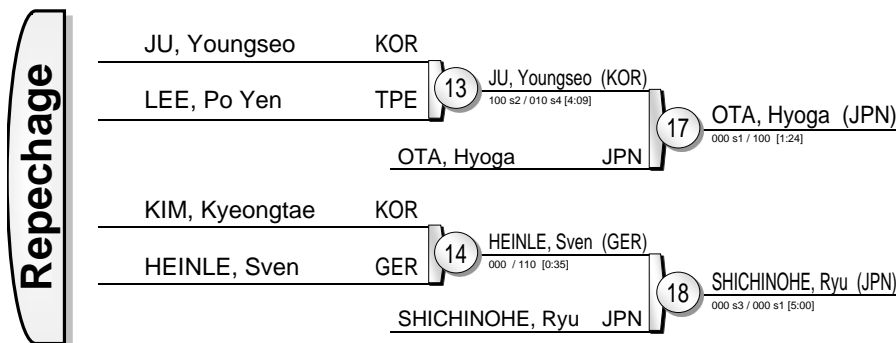 Repechage
JU, Youngseo KOR
LEE, Po Yen TPE
13
JU, Youngseo (KOR)
100 s2 / 010 s4 [4:09]
OTA, Hyoga JPN
17
OTA, Hyoga (JPN)
000 s1 / 100 [1:24]
KIM, Kyeongtae KOR
HEINLE, Sven GER
14
HEINLE, Sven (GER)
000 / 110 [0:35]
SHICHINOHE, Ryu JPN
18
SHICHINOHE, Ryu (JPN)
000 s3 / 000 s1 [5:00]